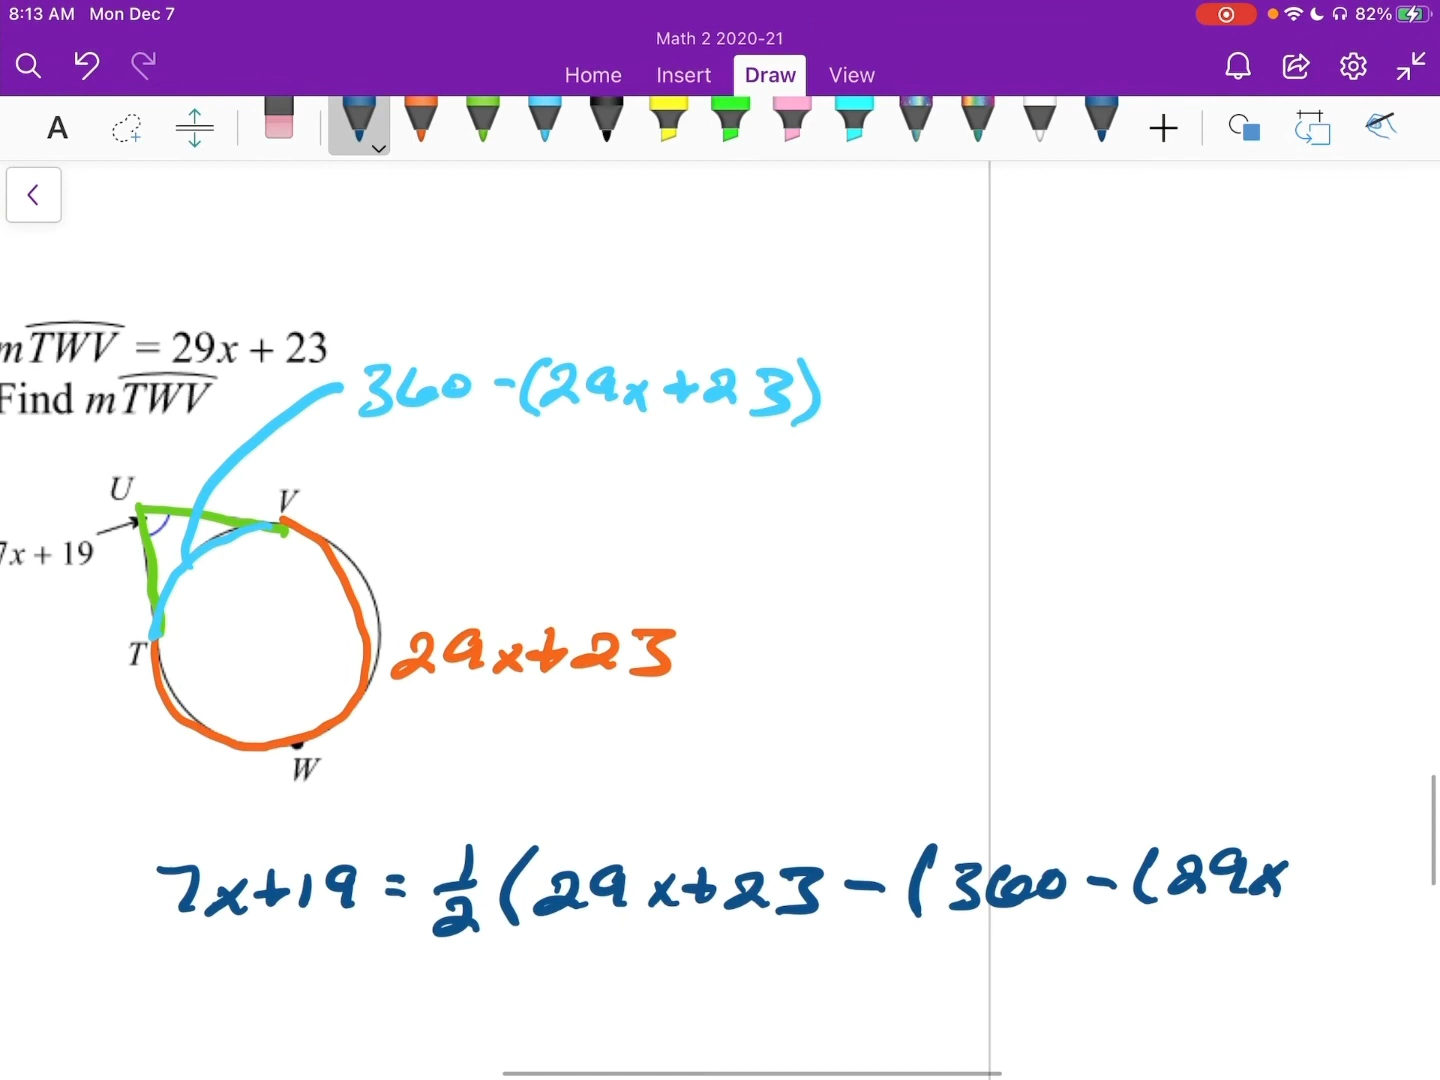 8:13 AM Mon Dec 7
82%
Math 2 2020-21
Home Insert Draw View
A
mTWV = 29x + 23
Find mTWV
360 - (29x + 23)
U
V
7x + 19
T
29x + 23
W
7x + 19 = 1/2 (29x + 23 - (360 - (29x